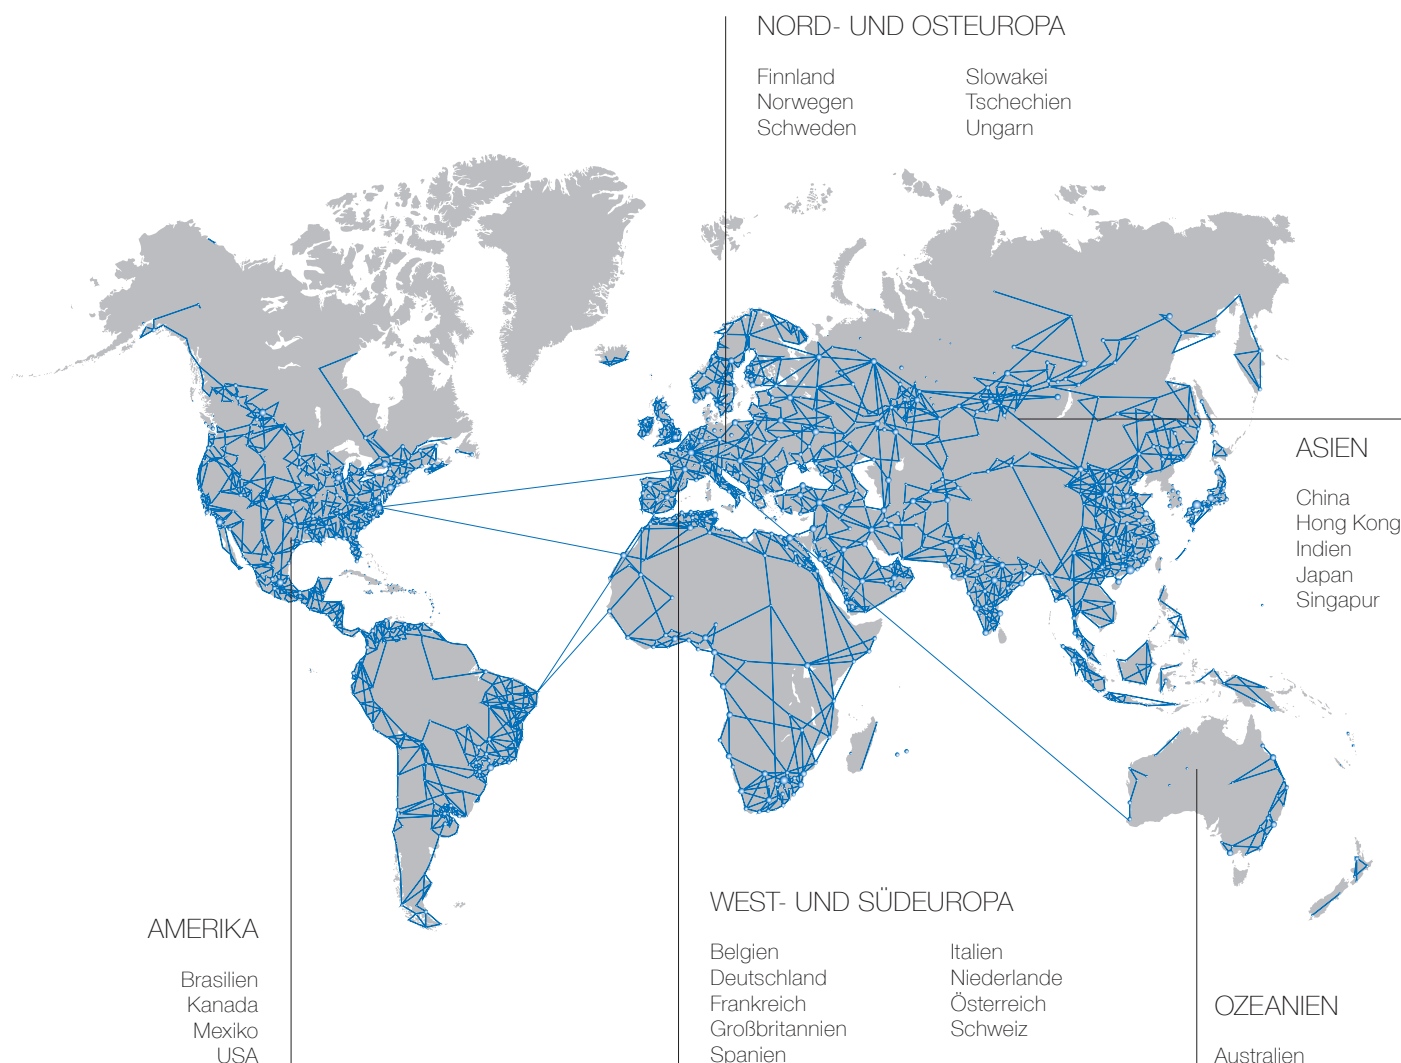 NORD- UND OSTEUROPA
Finnland
Norwegen
Schweden
Slowakei
Tschechien
Ungarn
ASIEN
China
Hong Kong
Indien
Japan
Singapur
WEST- UND SÜDEUROPA
Belgien
Deutschland
Frankreich
Großbritannien
Spanien
Italien
Niederlande
Österreich
Schweiz
AMERIKA
Brasilien
Kanada
Mexiko
USA
OZEANIEN
Australien